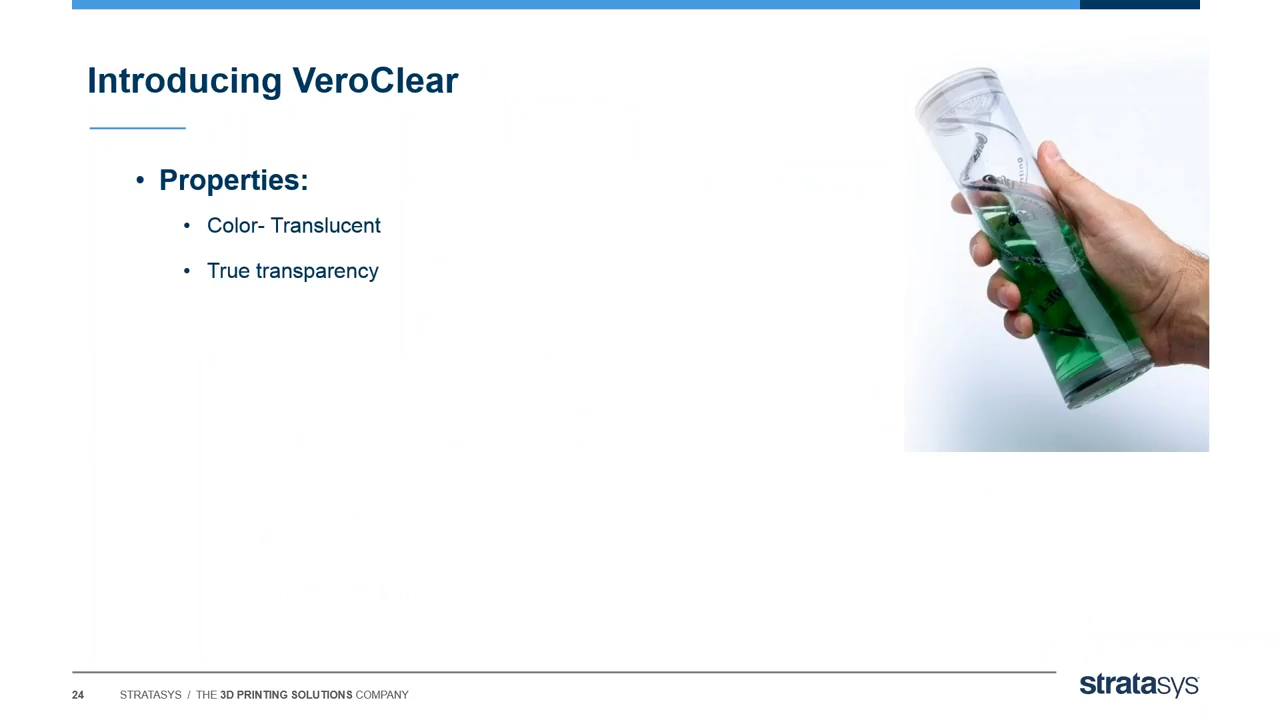 Introducing VeroClear
• Properties:
• Color- Translucent
• True transparency
24 STRATASYS / THE 3D PRINTING SOLUTIONS COMPANY
stratasys